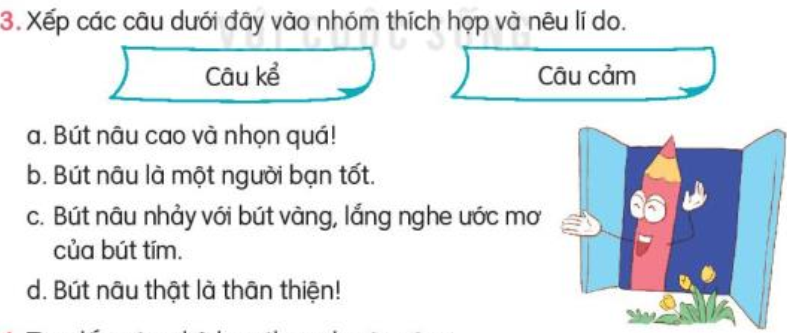 3. Xếp các câu dưới đây vào nhóm thích hợp và nêu lí do.
Câu kể
Câu cảm
a. Bút nâu cao và nhọn quá!
b. Bút nâu là một người bạn tốt.
c. Bút nâu nhảy với bút vàng, lắng nghe ước mơ
của bút tím.
d. Bút nâu thật là thân thiện!